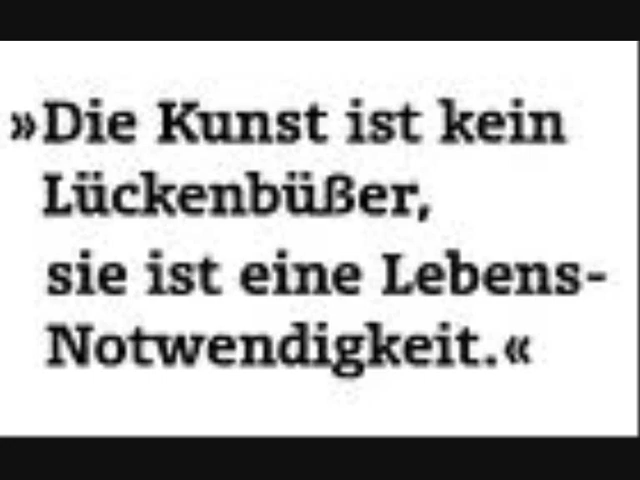 »Die Kunst ist kein
Lückenbüßer,
sie ist eine Lebens-
Notwendigkeit.«